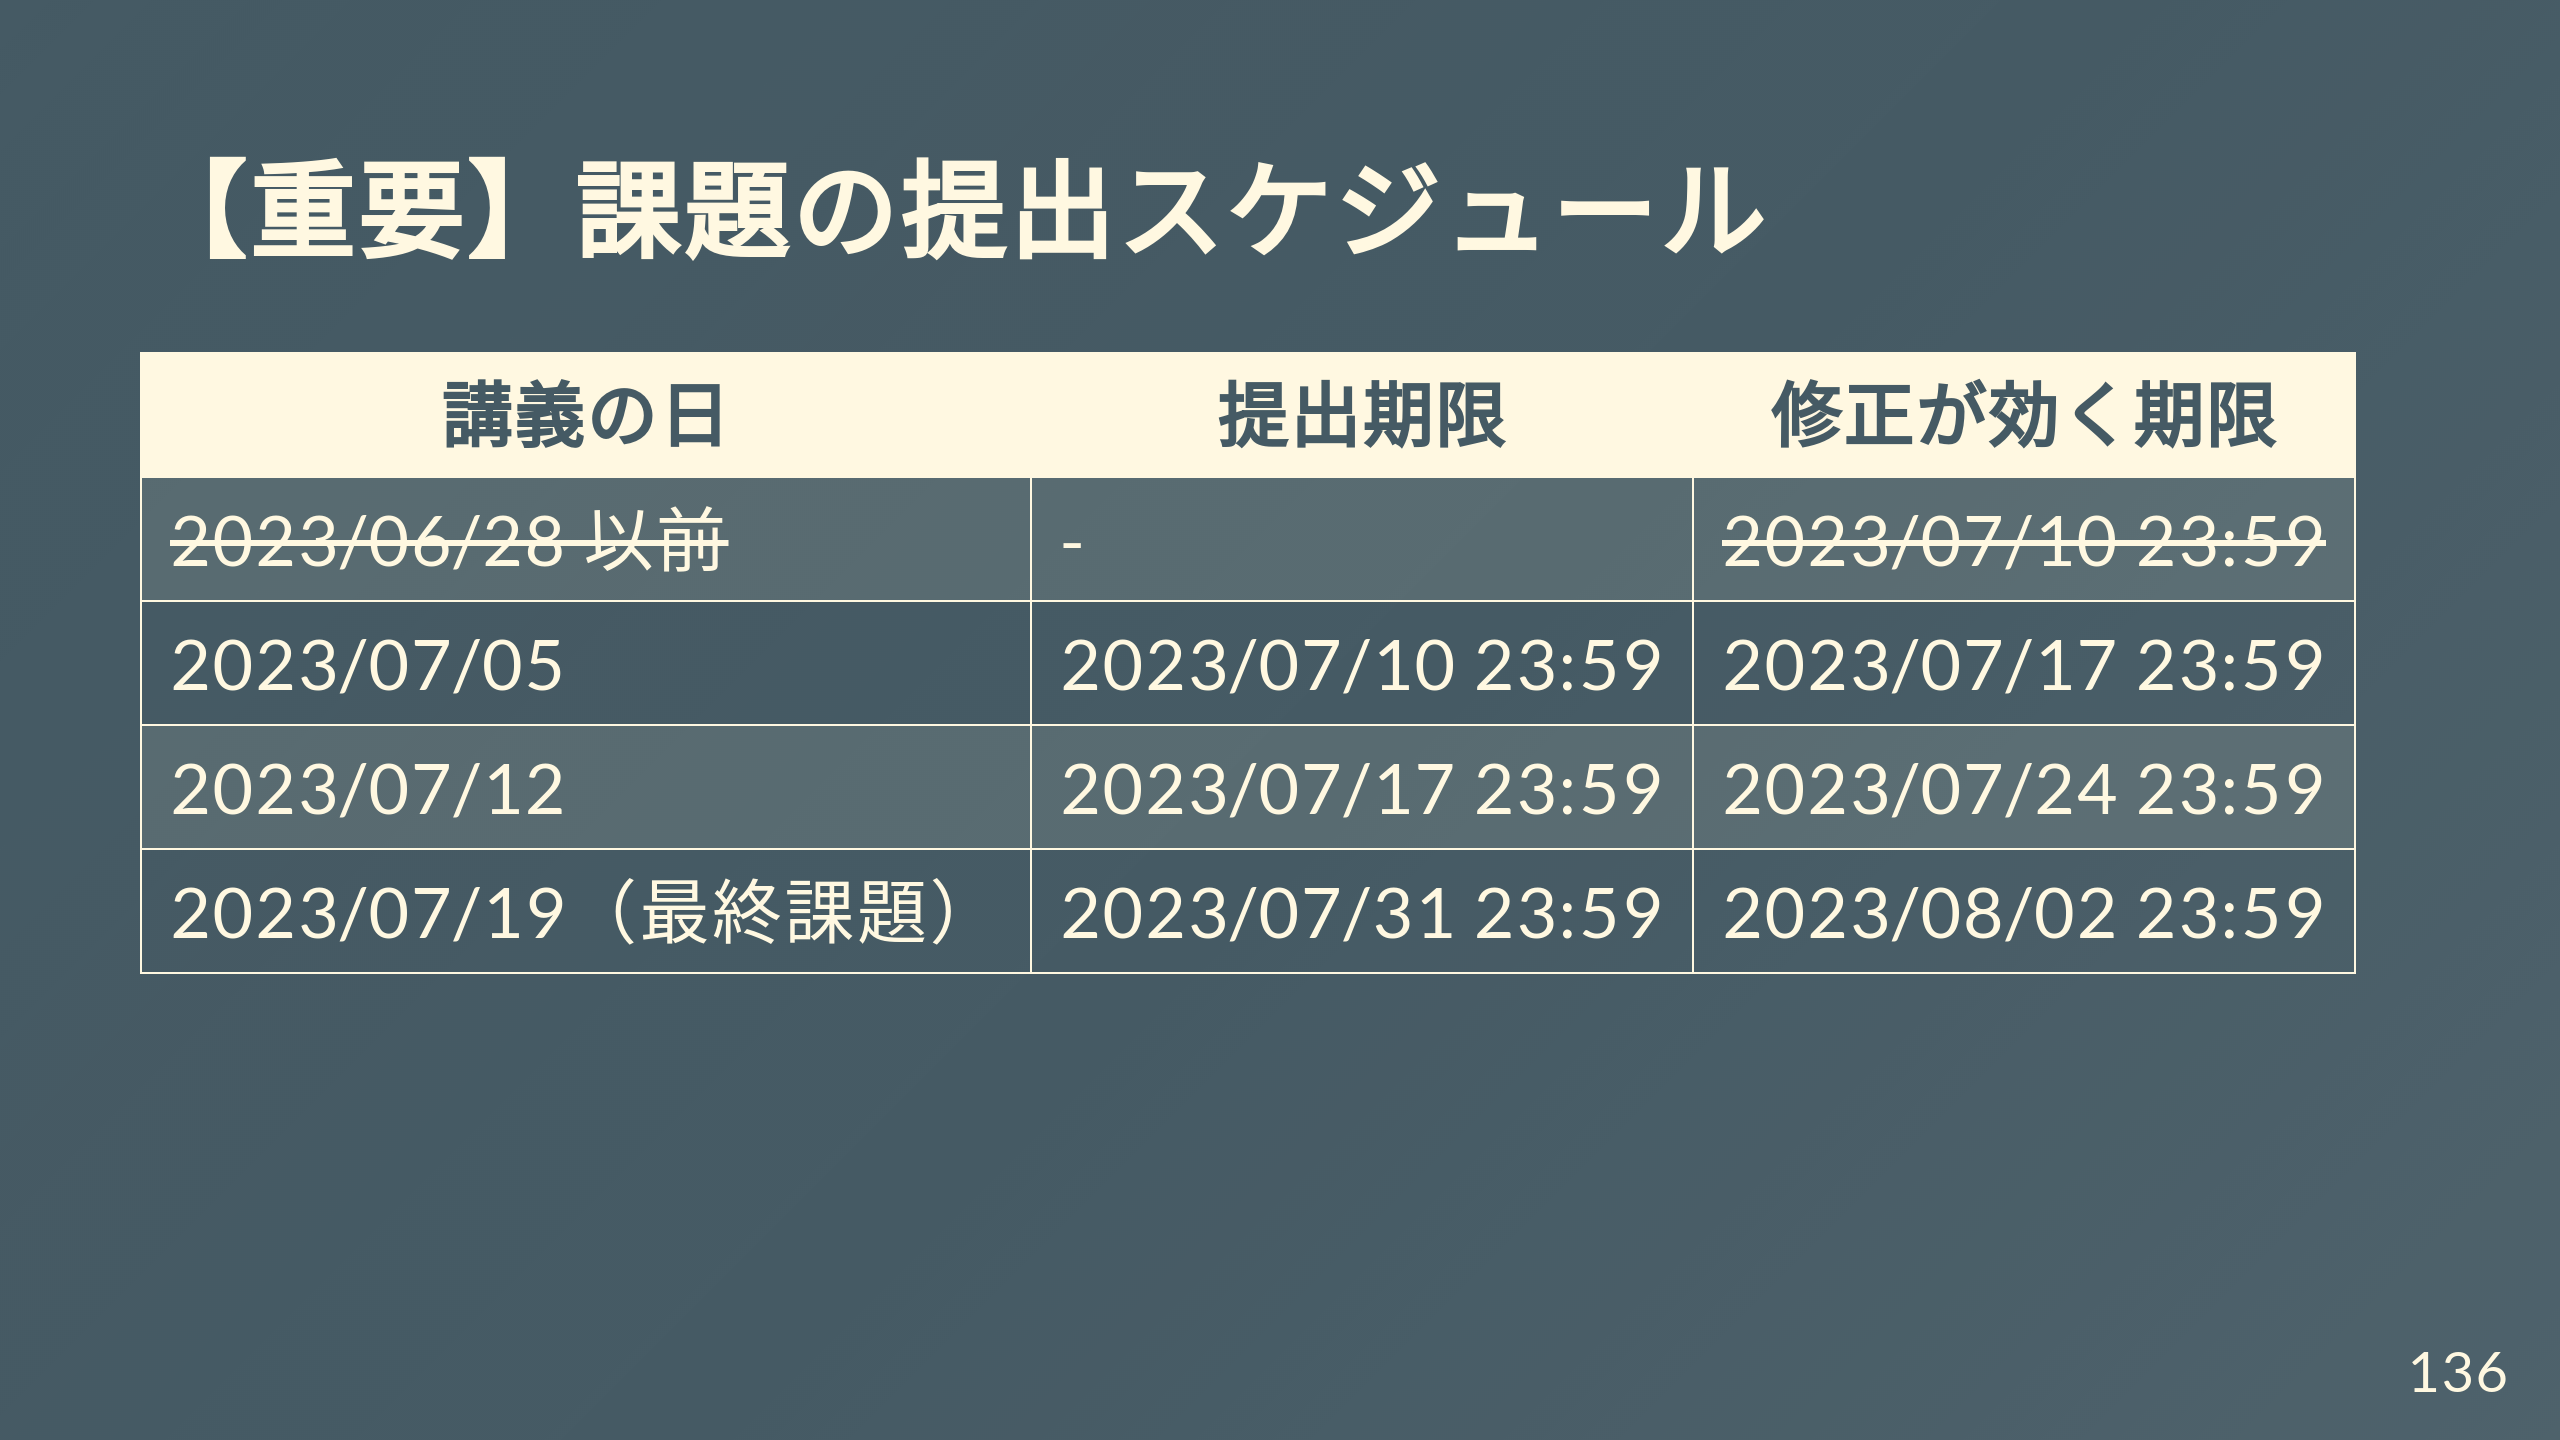 【重要】課題の提出スケジュール
講義の日 提出期限 修正が効く期限
2023/06/28 以前 - 2023/07/10 23:59
2023/07/05 2023/07/10 23:59 2023/07/17 23:59
2023/07/12 2023/07/17 23:59 2023/07/24 23:59
2023/07/19（最終課題） 2023/07/31 23:59 2023/08/02 23:59
136